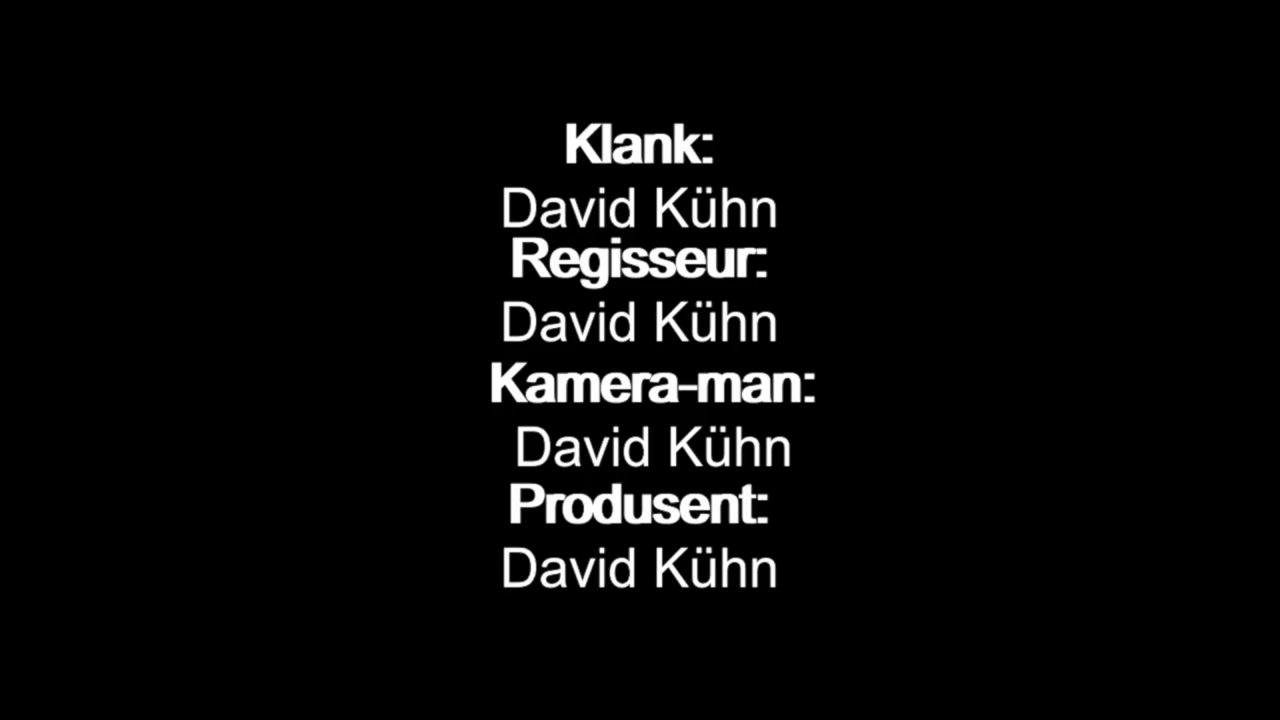 Klank:
David Kühn
Regisseur:
David Kühn
Kamera-man:
David Kühn
Produsent:
David Kühn